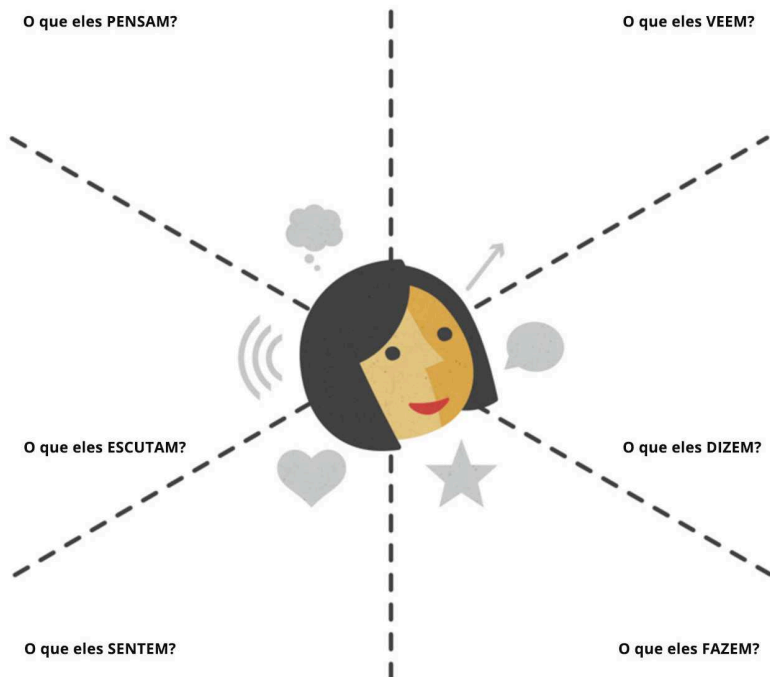 O que eles PENSAM?
O que eles VEEM?
O que eles ESCUTAM?
O que eles DIZEM?
O que eles SENTEM?
O que eles FAZEM?